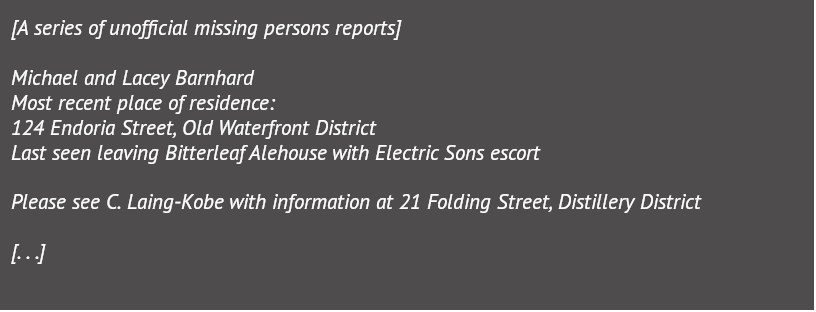 [A series of unofficial missing persons reports]
Michael and Lacey Barnhard
Most recent place of residence:
124 Endoria Street, Old Waterfront District
Last seen leaving Bitterleaf Alehouse with Electric Sons escort
Please see C. Laing-Kobe with information at 21 Folding Street, Distillery District
[. . .]